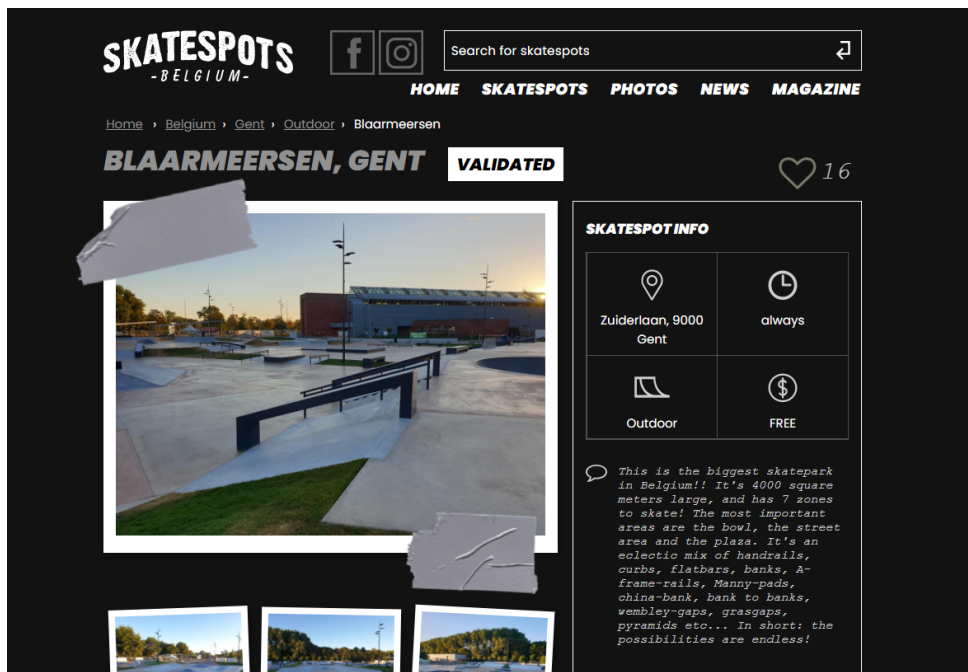 SKATESPOTS
-BELGIUM-
Search for skatespots
HOME SKATESPOTS PHOTOS NEWS MAGAZINE
Home › Belgium › Gent › Outdoor › Blaarmeersen
BLAARMEERSEN, GENT
VALIDATED
16
SKATESPOT INFO
Zuiderlaan, 9000
Gent
always
Outdoor
FREE
This is the biggest skatepark
in Belgium!! It's 4000 square
meters large, and has 7 zones
to skate! The most important
areas are the bowl, the street
area and the plaza. It's an
eclectic mix of handrails,
curbs, flatbars, banks, A-
frame-rails, Manny-pads,
china-bank, bank to banks,
wembley-gaps, grasgaps,
pyramids etc... In short: the
possibilities are endless!